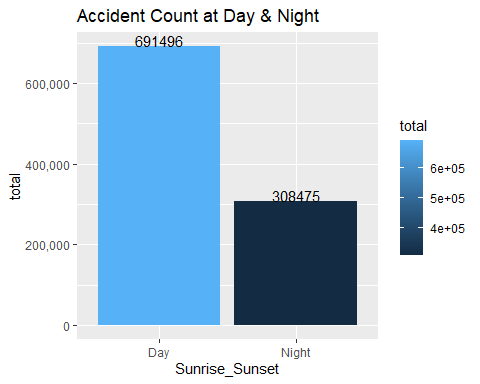 Accident Count at Day & Night
691496
308475
600,000
400,000
200,000
0
total
Day
Night
Sunrise_Sunset
total
6e+05
5e+05
4e+05